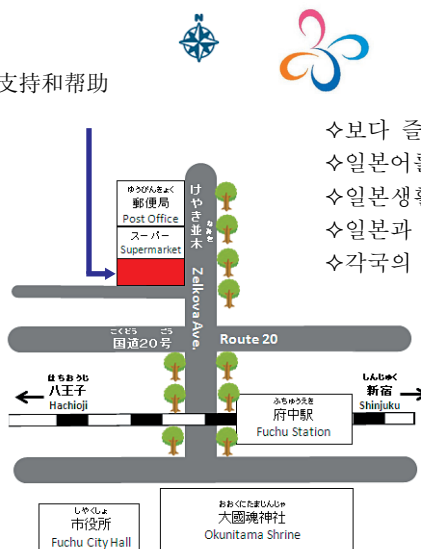 N
支持和帮助
✧보다 즐
✧일본어를
✧일본생활
✧일본과
✧각국의
ゆうびんきょく
郵便局
Post Office
スーパー
Supermarket
けやき並木
なみき
Zelkova Ave.
こくどう ごう
国道20号
Route 20
はちおうじ
八王子
Hachioji
ふちゅうえき
府中駅
Fuchu Station
しんじゅく
新宿
Shinjuku
しやくしょ
市役所
Fuchu City Hall
おおくにたましんじゃ
大國魂神社
Okunitama Shrine